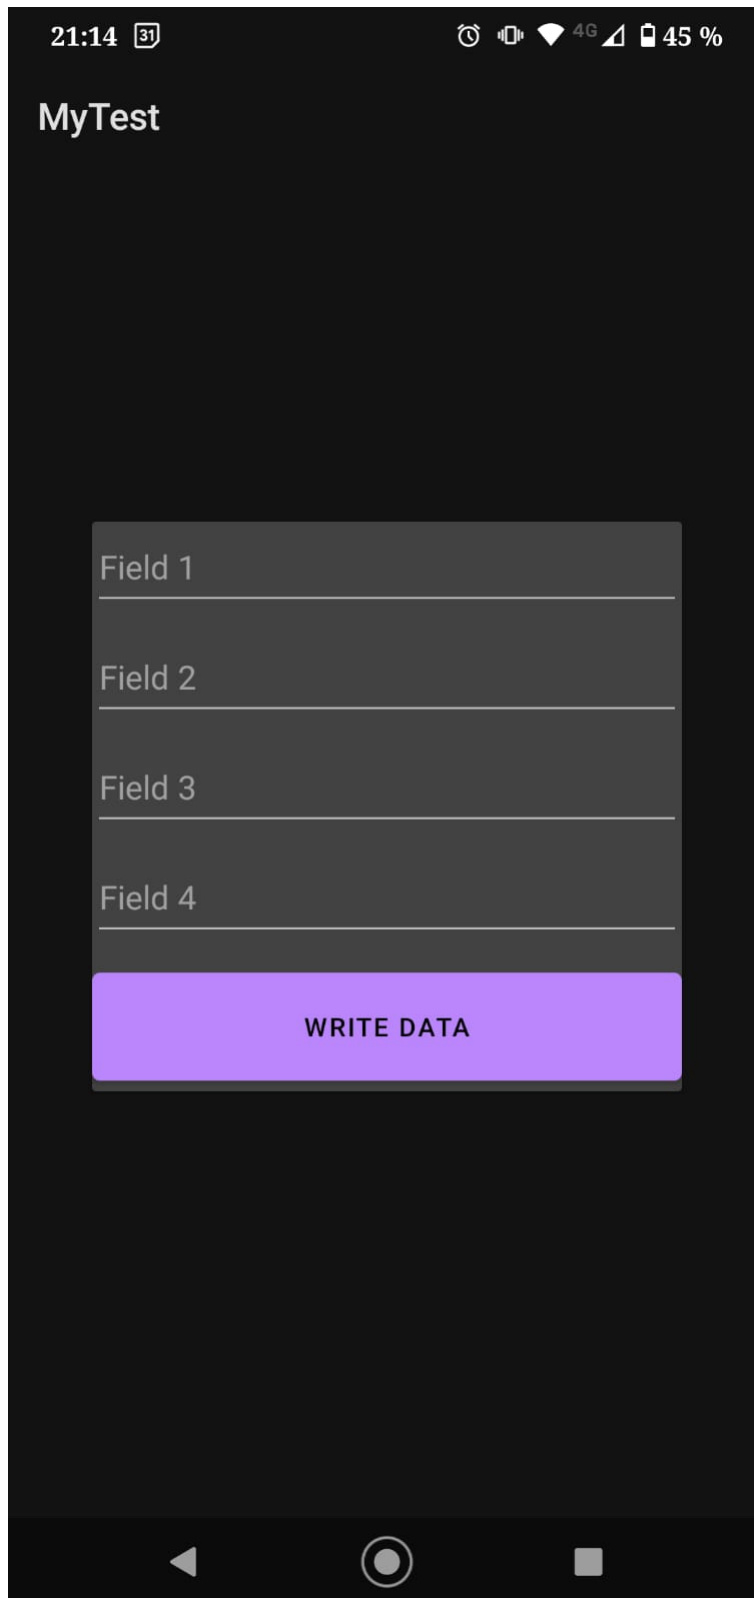 21:14 31 4G 45 %
MyTest
Field 1
Field 2
Field 3
Field 4
WRITE DATA